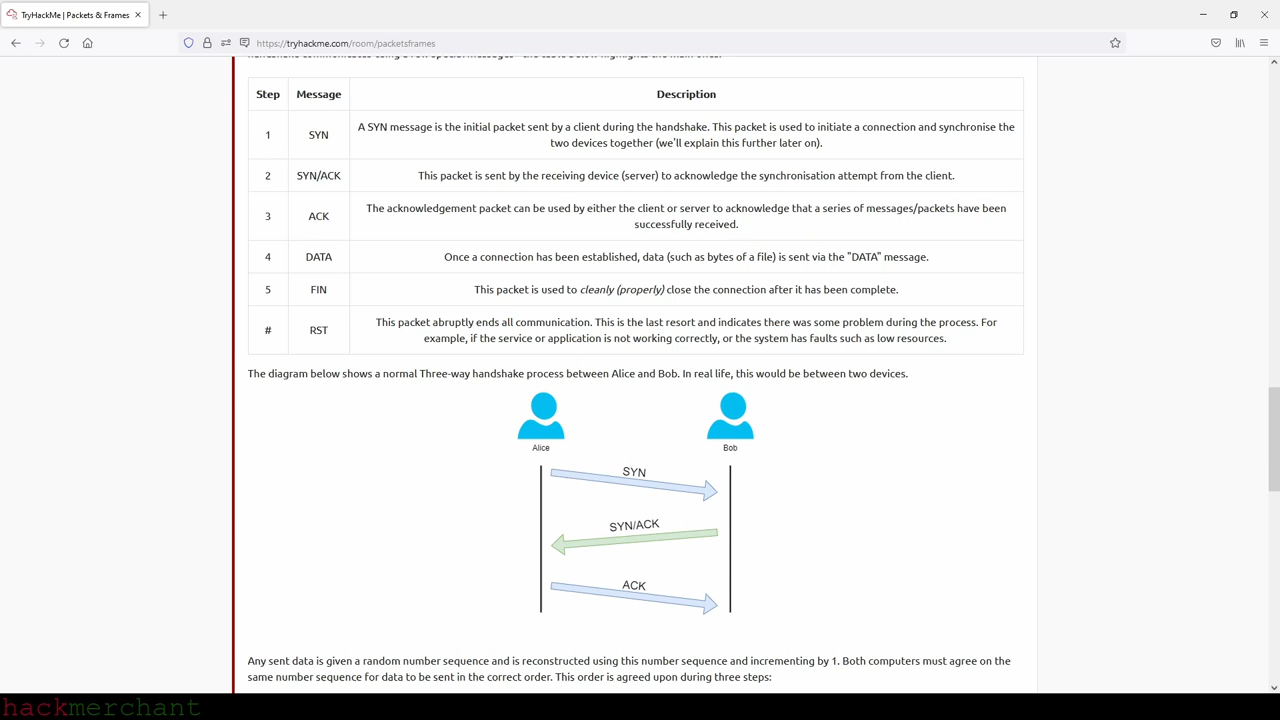 TryHackMe | Packets & Frames
https://tryhackme.com/room/packetsframes
Step Message Description
1 SYN A SYN message is the initial packet sent by a client during the handshake. This packet is used to initiate a connection and synchronise the
two devices together (we'll explain this further later on).
2 SYN/ACK This packet is sent by the receiving device (server) to acknowledge the synchronisation attempt from the client.
3 ACK The acknowledgement packet can be used by either the client or server to acknowledge that a series of messages/packets have been
successfully received.
4 DATA Once a connection has been established, data (such as bytes of a file) is sent via the "DATA" message.
5 FIN This packet is used to cleanly (properly) close the connection after it has been complete.
# RST This packet abruptly ends all communication. This is the last resort and indicates there was some problem during the process. For
example, if the service or application is not working correctly, or the system has faults such as low resources.
The diagram below shows a normal Three-way handshake process between Alice and Bob. In real life, this would be between two devices.
Alice Bob
SYN
SYN/ACK
ACK
Any sent data is given a random number sequence and is reconstructed using this number sequence and incrementing by 1. Both computers must agree on the
same number sequence for data to be sent in the correct order. This order is agreed upon during three steps:
hackmerchant